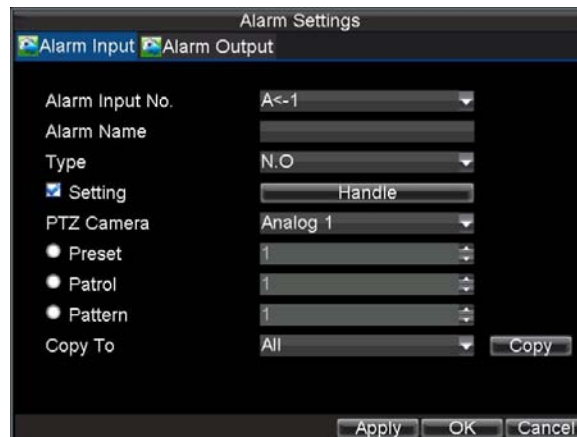 Alarm Settings
Alarm Input Alarm Output
Alarm Input No. A<-1
Alarm Name
Type N.O
Setting Handle
PTZ Camera Analog 1
Preset 1
Patrol 1
Pattern 1
Copy To All Copy
Apply OK Cancel